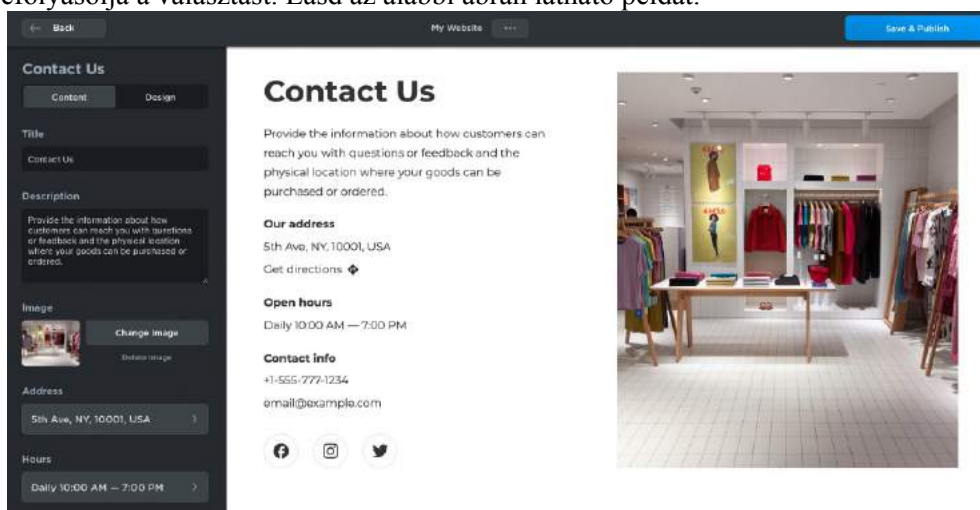 befolyásolja a választást! Lásd az alábbi ábrán látható példát:
← Back
My Website
Save & Publish
Contact Us
Content
Design
Title
Contact Us
Description
Provide the information about how
customers can reach you with questions
or feedback and the physical location
where your goods can be purchased or
ordered.
Image
Change Image
Delete Image
Address
5th Ave, NY, 10001, USA
Hours
Daily 10:00 AM — 7:00 PM
Contact Us
Provide the information about how customers can
reach you with questions or feedback and the
physical location where your goods can be
purchased or ordered.
Our address
5th Ave, NY, 10001, USA
Get directions
Open hours
Daily 10:00 AM — 7:00 PM
Contact info
+1-555-777-1234
email@example.com